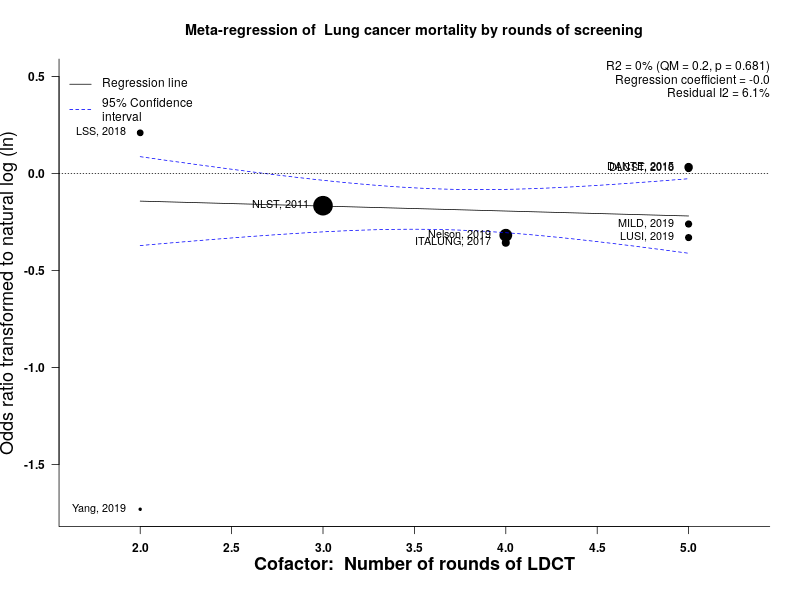 Meta-regression of  Lung cancer mortality by rounds of screening
R2 = 0% (QM = 0.2, p = 0.681)
Regression coefficient = -0.0
Residual I2 = 6.1%
Regression line
95% Confidence
interval
Odds ratio transformed to natural log (ln)
0.5
0.0
-0.5
-1.0
-1.5
LSS, 2018
DANTE, 2015
NLST, 2011
MILD, 2019
Nelson, 2019
LUSI, 2019
ITALUNG, 2017
Yang, 2019
2.0 2.5 3.0 3.5 4.0 4.5 5.0
Cofactor:  Number of rounds of LDCT